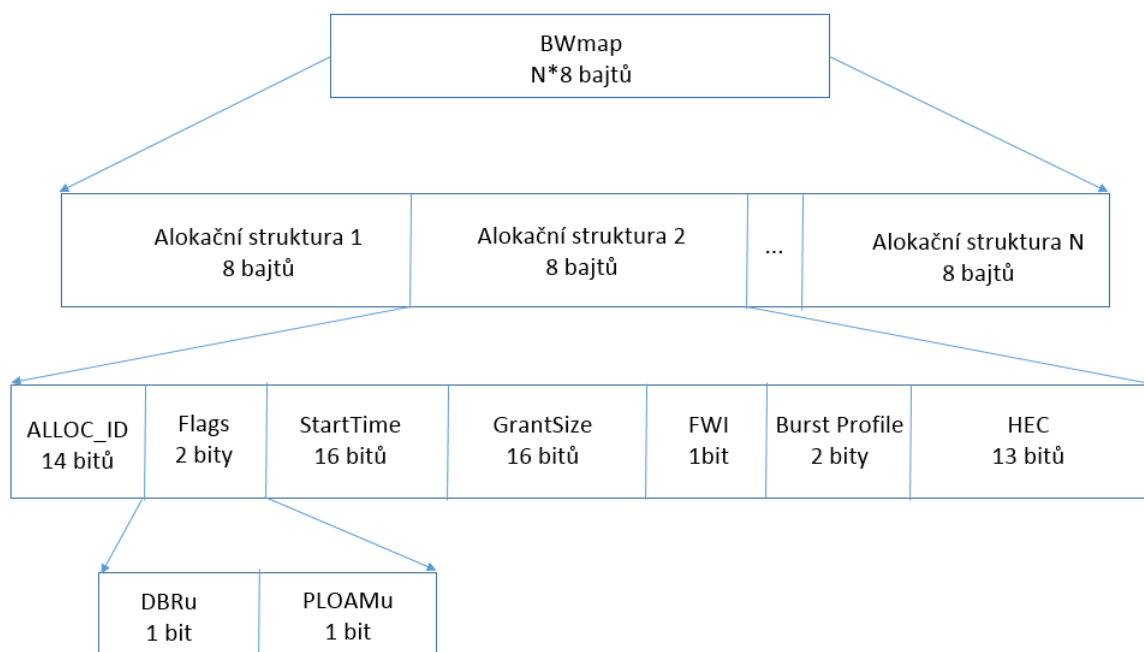 BWmap
N*8 bajtů
Alokační struktura 1
8 bajtů
Alokační struktura 2
8 bajtů
...
Alokační struktura N
8 bajtů
ALLOC_ID
14 bitů
Flags
2 bity
StartTime
16 bitů
GrantSize
16 bitů
FWI
1bit
Burst Profile
2 bity
HEC
13 bitů
DBRu
1 bit
PLOAMu
1 bit